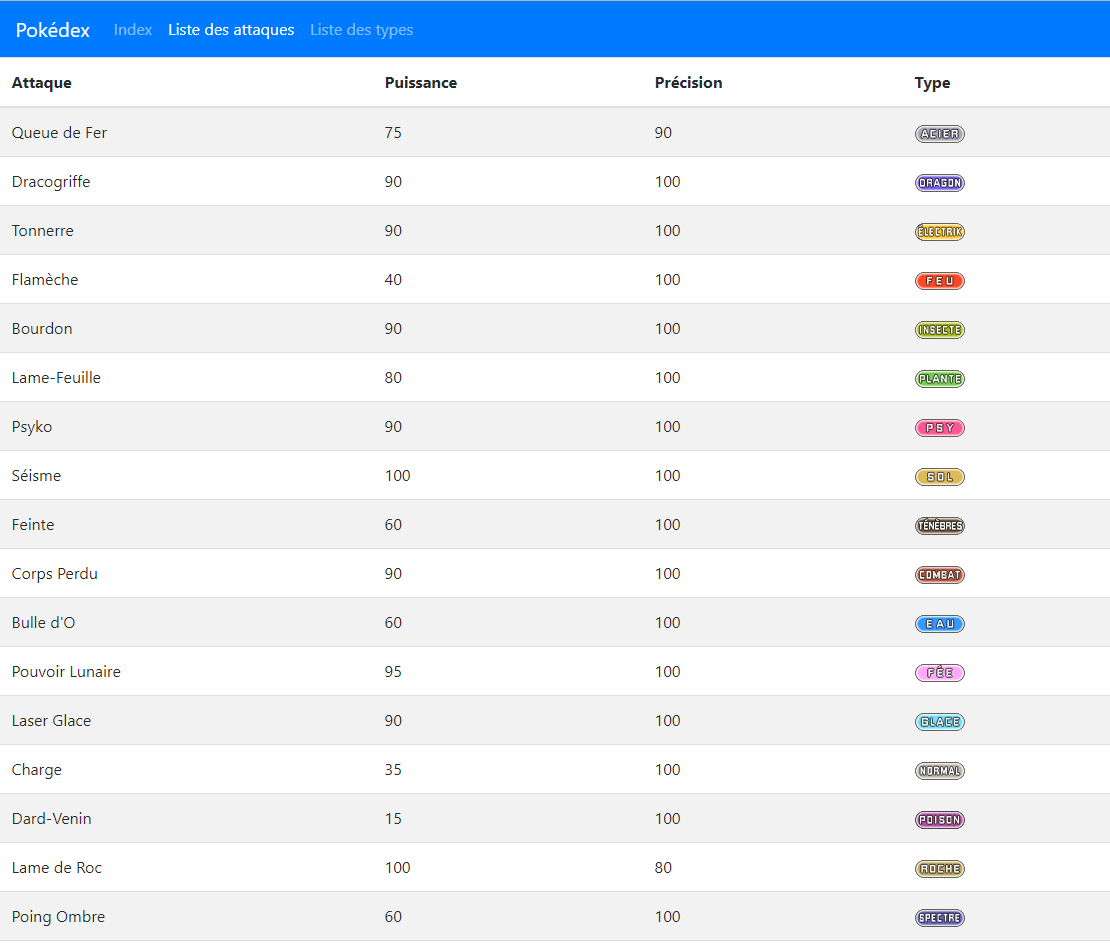 Pokédex Index Liste des attaques Liste des types
Attaque Puissance Précision Type
Queue de Fer 75 90 ACIER
Dracogriffe 90 100 DRAGON
Tonnerre 90 100 ÉLECTRIK
Flamèche 40 100 FEU
Bourdon 90 100 INSECTE
Lame-Feuille 80 100 PLANTE
Psyko 90 100 PSY
Séisme 100 100 SOL
Feinte 60 100 TÉNÈBRES
Corps Perdu 90 100 COMBAT
Bulle d'O 60 100 EAU
Pouvoir Lunaire 95 100 FÉE
Laser Glace 90 100 GLACE
Charge 35 100 NORMAL
Dard-Venin 15 100 POISON
Lame de Roc 100 80 ROCHE
Poing Ombre 60 100 SPECTRE